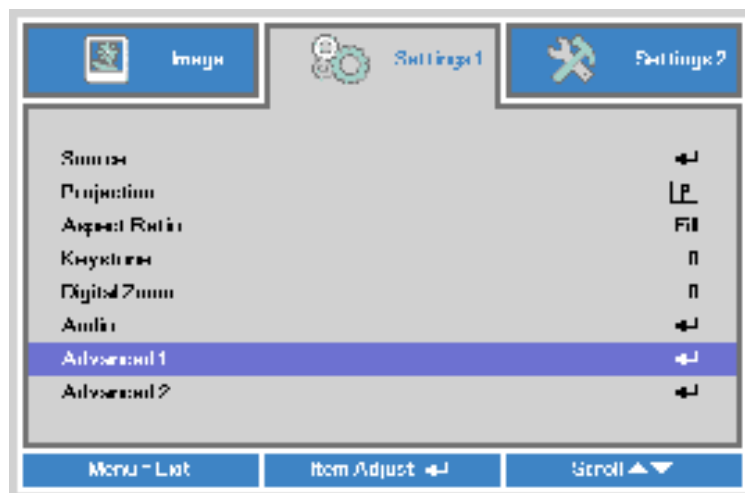 Image
Settings 1
Settings 2
Source
Projection P
Aspect Ratio Fill
Keystone 0
Digital Zoom 0
Audio
Advanced 1
Advanced 2
Menu = Exit
Item Adjust
Scroll